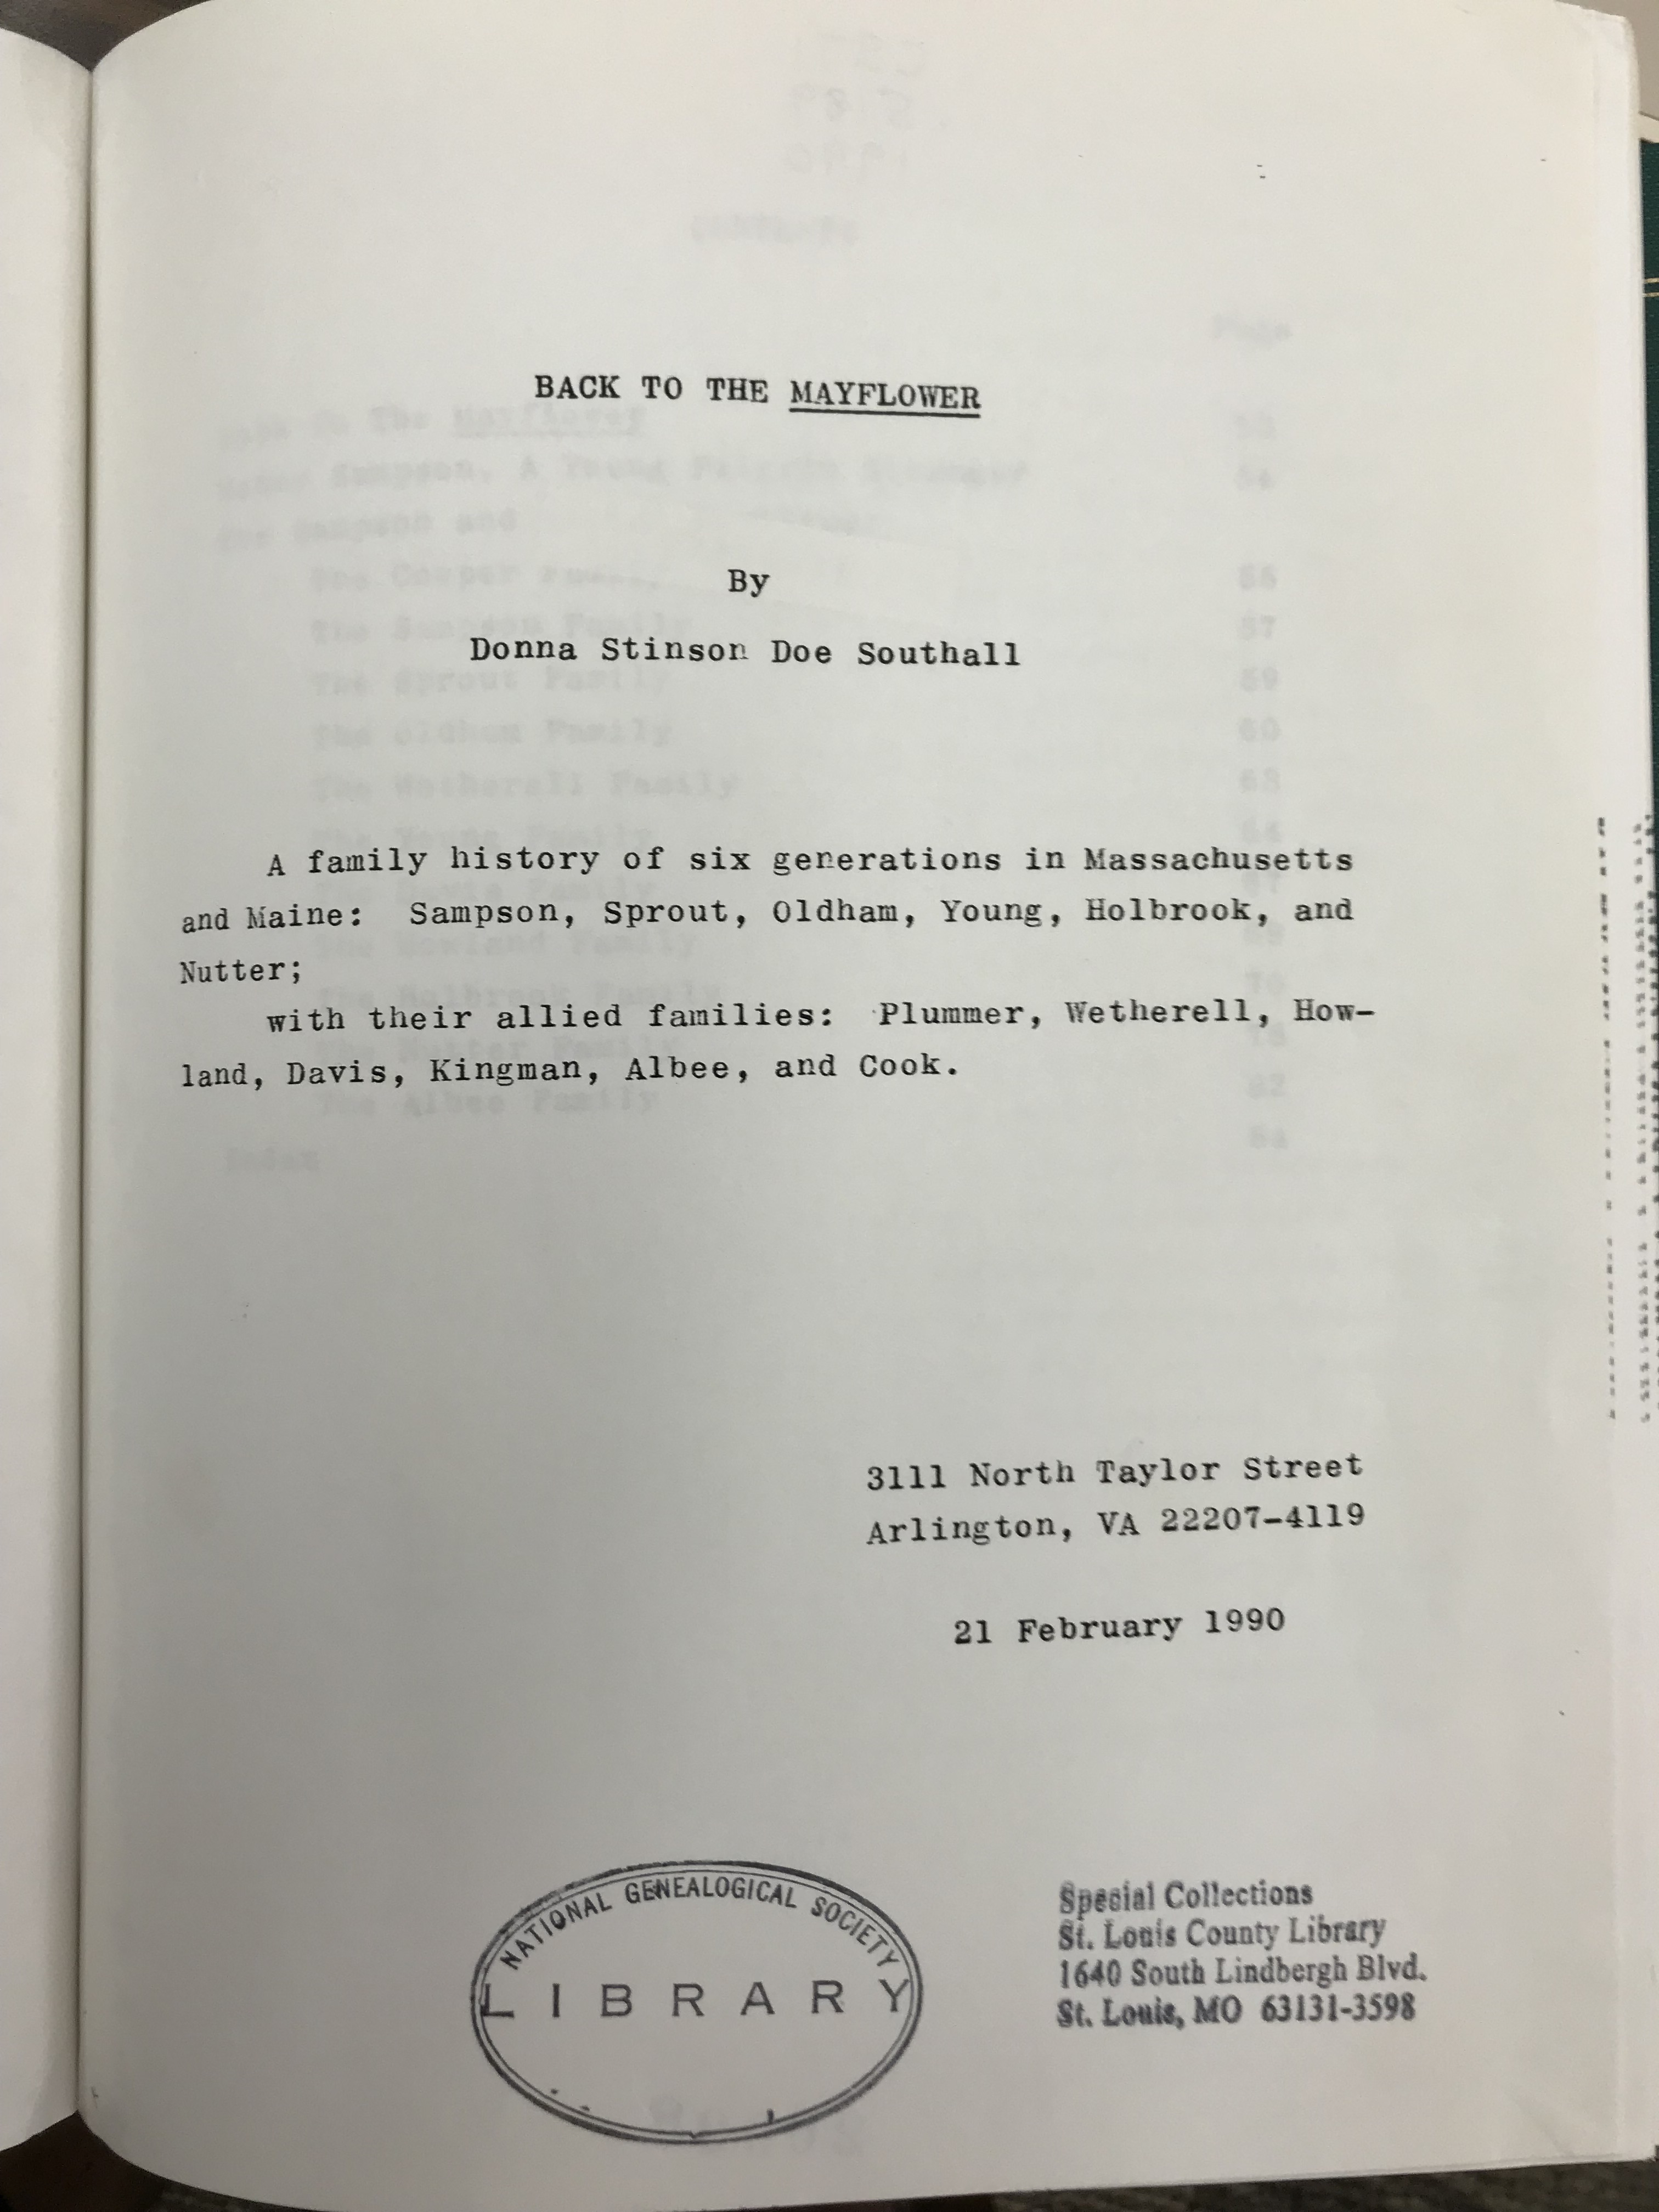 BACK TO THE MAYFLOWER
By
Donna Stinson Doe Southall
A family history of six generations in Massachusetts
and Maine: Sampson, Sprout, Oldham, Young, Holbrook, and
Nutter;
with their allied families: Plummer, Wetherell, How-
land, Davis, Kingman, Albee, and Cook.
3111 North Taylor Street
Arlington, VA 22207-4119
21 February 1990
NATIONAL GENEALOGICAL SOCIETY
LIBRARY
Special Collections
St. Louis County Library
1640 South Lindbergh Blvd.
St. Louis, MO 63131-3598